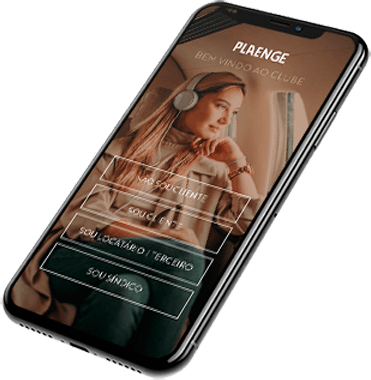 PLAENGE
BEM VINDO AO CLUBE
NÃO SOU CLIENTE
SOU CLIENTE
SOU LOCATÁRIO | TERCEIRO
SOU SÍNDICO